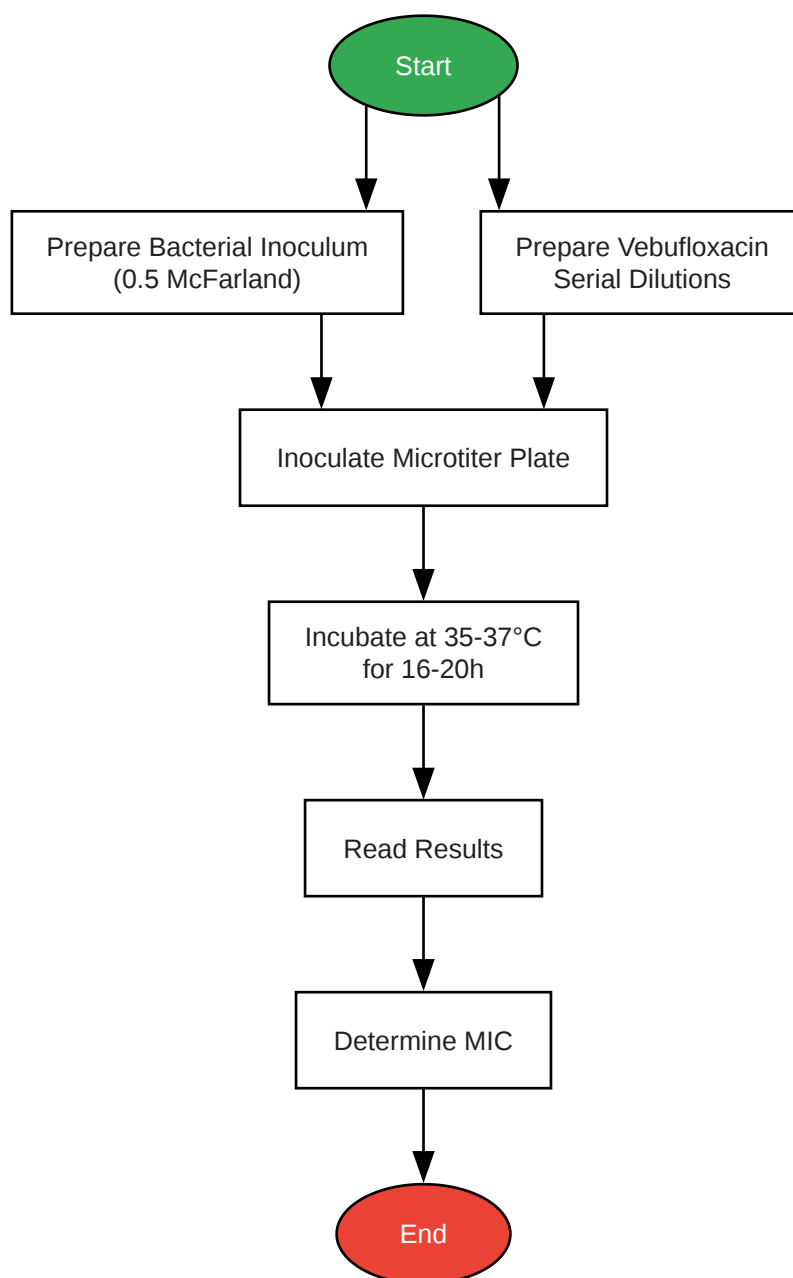 Start
Prepare Bacterial Inoculum
(0.5 McFarland)
Prepare Vebufloxacin
Serial Dilutions
Inoculate Microtiter Plate
Incubate at 35-37°C
for 16-20h
Read Results
Determine MIC
End